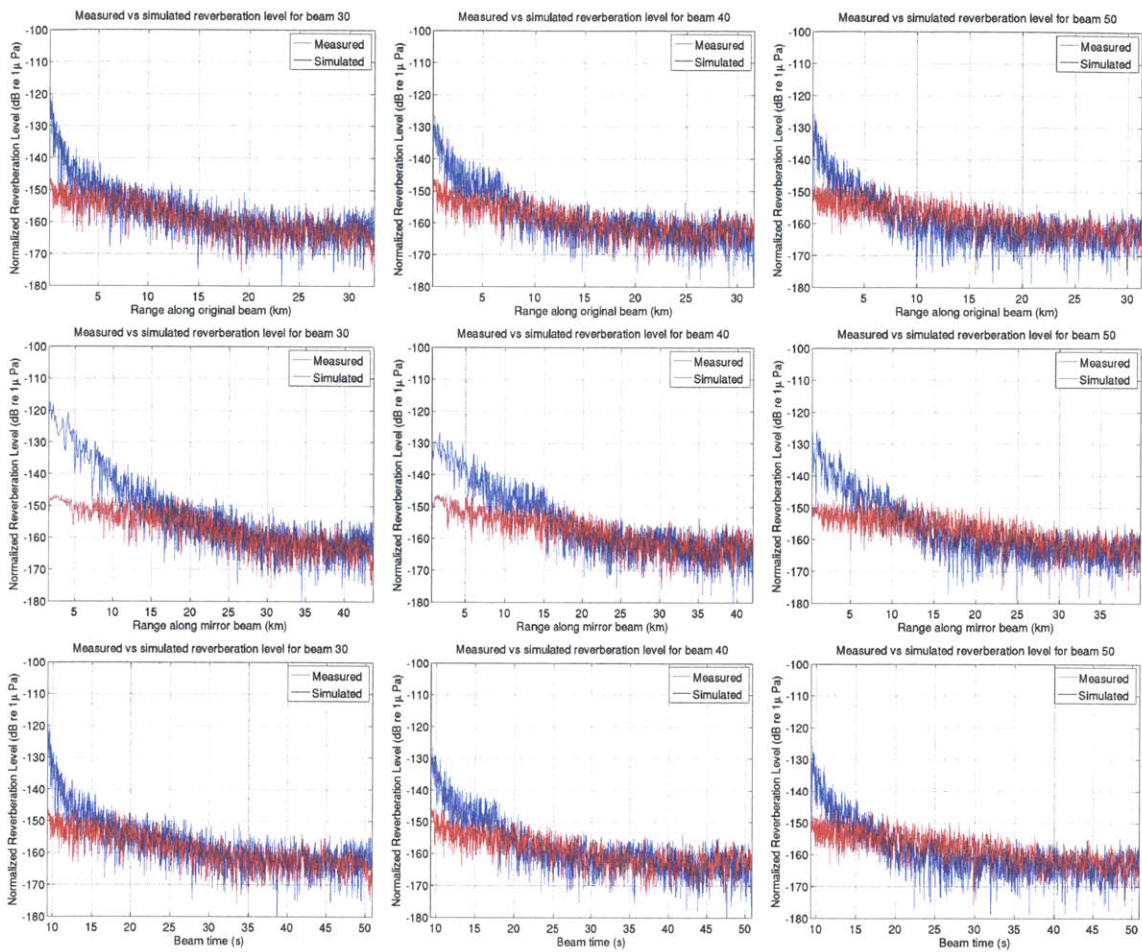 Measured vs simulated reverberation level for beam 30
Normalized Reverberation Level (dB re 1μ Pa)
-100
-110
-120
-130
-140
-150
-160
-170
-180
Measured
Simulated
5 10 15 20 25 30
Range along original beam (km)
Measured vs simulated reverberation level for beam 40
Normalized Reverberation Level (dB re 1μ Pa)
-100
-110
-120
-130
-140
-150
-160
-170
-180
Measured
Simulated
5 10 15 20 25 30
Range along original beam (km)
Measured vs simulated reverberation level for beam 50
Normalized Reverberation Level (dB re 1μ Pa)
-100
-110
-120
-130
-140
-150
-160
-170
-180
Measured
Simulated
5 10 15 20 25 30
Range along original beam (km)
Measured vs simulated reverberation level for beam 30
Normalized Reverberation Level (dB re 1μ Pa)
-100
-110
-120
-130
-140
-150
-160
-170
-180
Measured
Simulated
5 10 15 20 25 30 35 40
Range along mirror beam (km)
Measured vs simulated reverberation level for beam 40
Normalized Reverberation Level (dB re 1μ Pa)
-100
-110
-120
-130
-140
-150
-160
-170
-180
Measured
Simulated
5 10 15 20 25 30 35 40
Range along mirror beam (km)
Measured vs simulated reverberation level for beam 50
Normalized Reverberation Level (dB re 1μ Pa)
-100
-110
-120
-130
-140
-150
-160
-170
-180
Measured
Simulated
5 10 15 20 25 30 35
Range along mirror beam (km)
Measured vs simulated reverberation level for beam 30
Normalized Reverberation Level (dB re 1μ Pa)
-100
-110
-120
-130
-140
-150
-160
-170
-180
Measured
Simulated
10 15 20 25 30 35 40 45 50
Beam time (s)
Measured vs simulated reverberation level for beam 40
Normalized Reverberation Level (dB re 1μ Pa)
-100
-110
-120
-130
-140
-150
-160
-170
-180
Measured
Simulated
10 15 20 25 30 35 40 45 50
Beam time (s)
Measured vs simulated reverberation level for beam 50
Normalized Reverberation Level (dB re 1μ Pa)
-100
-110
-120
-130
-140
-150
-160
-170
-180
Measured
Simulated
10 15 20 25 30 35 40 45 50
Beam time (s)